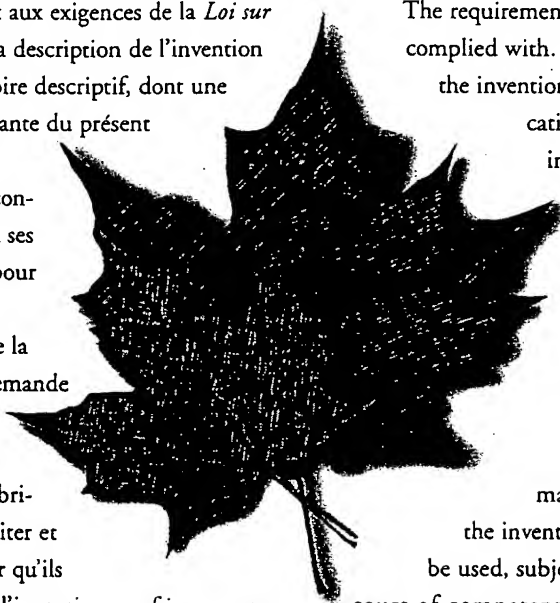 aux exigences de la Loi sur
a description de l'invention
oire descriptif, dont une
ante du présent
con-
ses
pour
e la
emande
bri-
iter et
r qu'ils
The requiremen
complied with.
the invention
cati
in
ma
the invent
be used, subje